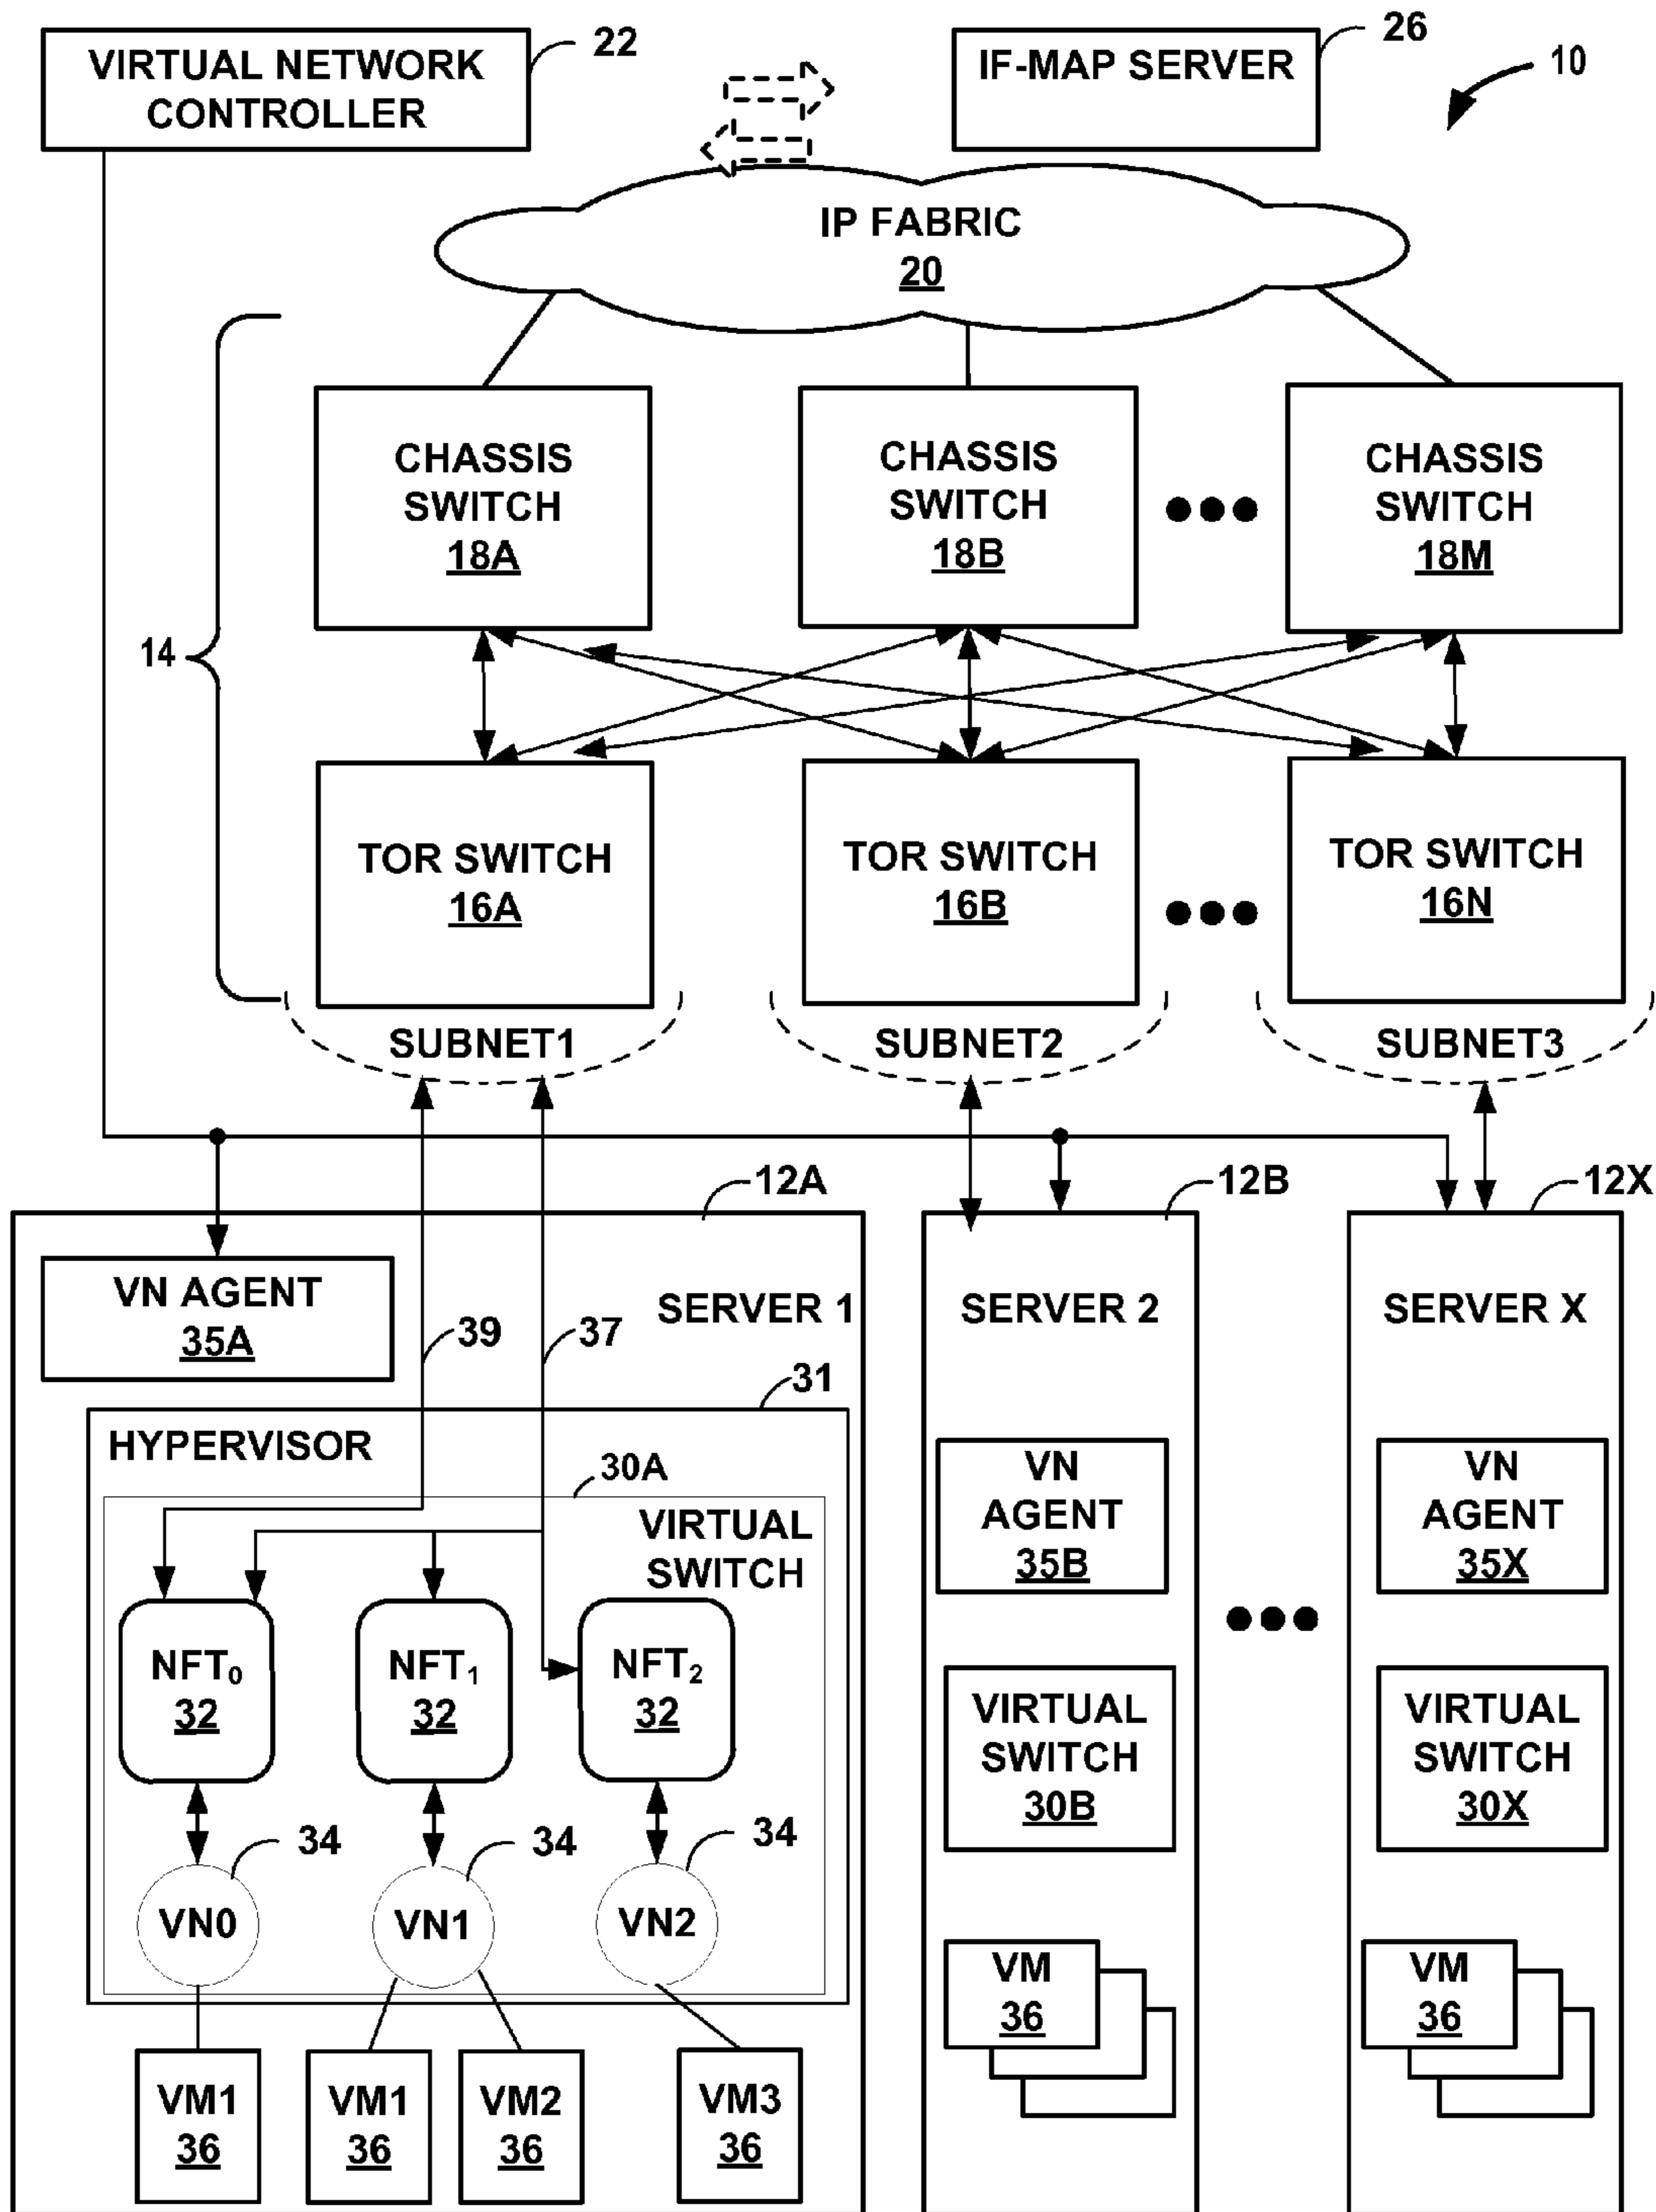 VIRTUAL NETWORK
CONTROLLER
22
IF-MAP SERVER
26
10
IP FABRIC
20
14
CHASSIS
SWITCH
18A
CHASSIS
SWITCH
18B
CHASSIS
SWITCH
18M
TOR SWITCH
16A
TOR SWITCH
16B
TOR SWITCH
16N
SUBNET1
SUBNET2
SUBNET3
12A
12B
12X
VN AGENT
35A
SERVER 1
39
37
31
HYPERVISOR
30A
VIRTUAL
SWITCH
NFT₀
32
NFT₁
32
NFT₂
32
34
34
34
VN0
VN1
VN2
VM1
36
VM1
36
VM2
36
VM3
36
SERVER 2
VN
AGENT
35B
VIRTUAL
SWITCH
30B
VM
36
SERVER X
VN
AGENT
35X
VIRTUAL
SWITCH
30X
VM
36